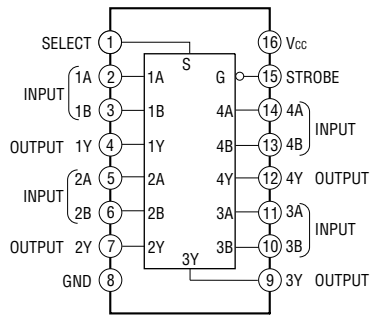 SELECT 1 16 Vcc
S
INPUT 1A 2 1A G 15 STROBE
1B 3 1B 4A 14 4A INPUT
OUTPUT 1Y 4 1Y 4B 13 4B
INPUT 2A 5 2A 4Y 12 4Y OUTPUT
2B 6 2B 3A 11 3A INPUT
OUTPUT 2Y 7 2Y 3B 10 3B
3Y
GND 8 9 3Y OUTPUT